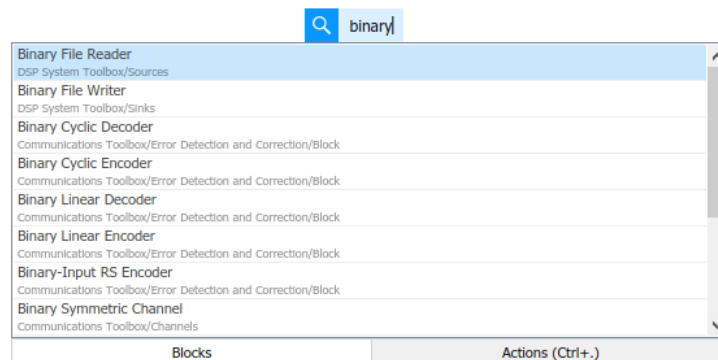 binary
Binary File Reader
DSP System Toolbox/Sources
Binary File Writer
DSP System Toolbox/Sinks
Binary Cyclic Decoder
Communications Toolbox/Error Detection and Correction/Block
Binary Cyclic Encoder
Communications Toolbox/Error Detection and Correction/Block
Binary Linear Decoder
Communications Toolbox/Error Detection and Correction/Block
Binary Linear Encoder
Communications Toolbox/Error Detection and Correction/Block
Binary-Input RS Encoder
Communications Toolbox/Error Detection and Correction/Block
Binary Symmetric Channel
Communications Toolbox/Channels
Blocks Actions (Ctrl+.)